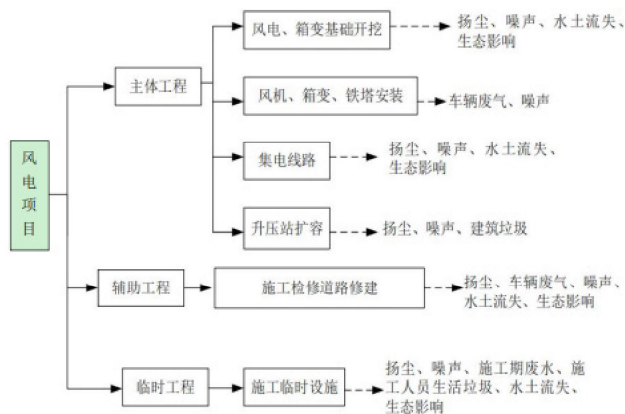 风电、箱变基础开挖
扬尘、噪声、水土流失、
生态影响
主体工程
风机、箱变、铁塔安装
车辆废气、噪声
风
电
项
目
集电线路
扬尘、噪声、水土流失、
生态影响
升压站扩容
扬尘、噪声、建筑垃圾
辅助工程
施工检修道路修建
扬尘、车辆废气、噪声、
水土流失、生态影响
临时工程
施工临时设施
扬尘、噪声、施工期废水、施
工人员生活垃圾、水土流失、
生态影响